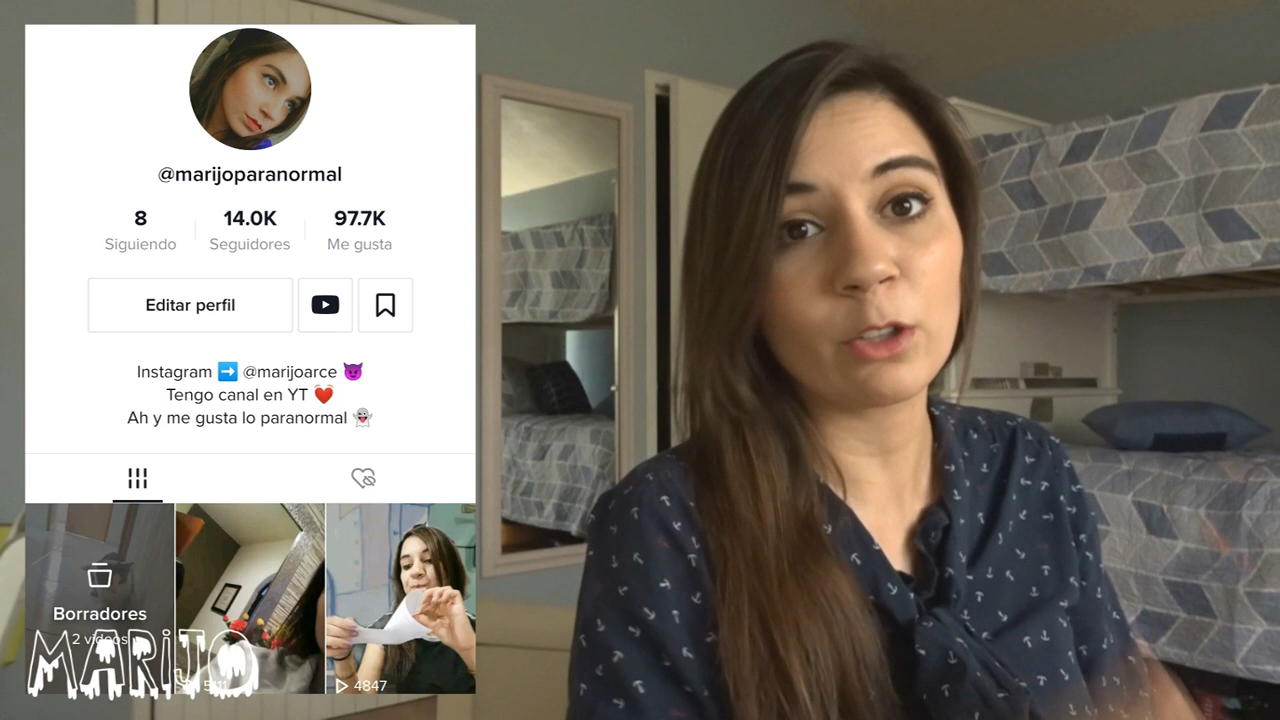 @marijoparanormal
8 14.0K 97.7K
Siguiendo Seguidores Me gusta
Editar perfil
Instagram ➡️ @marijoarce 😈
Tengo canal en YT ❤️
Ah y me gusta lo paranormal 👻
Borradores
2 videos
MARIJO
4847